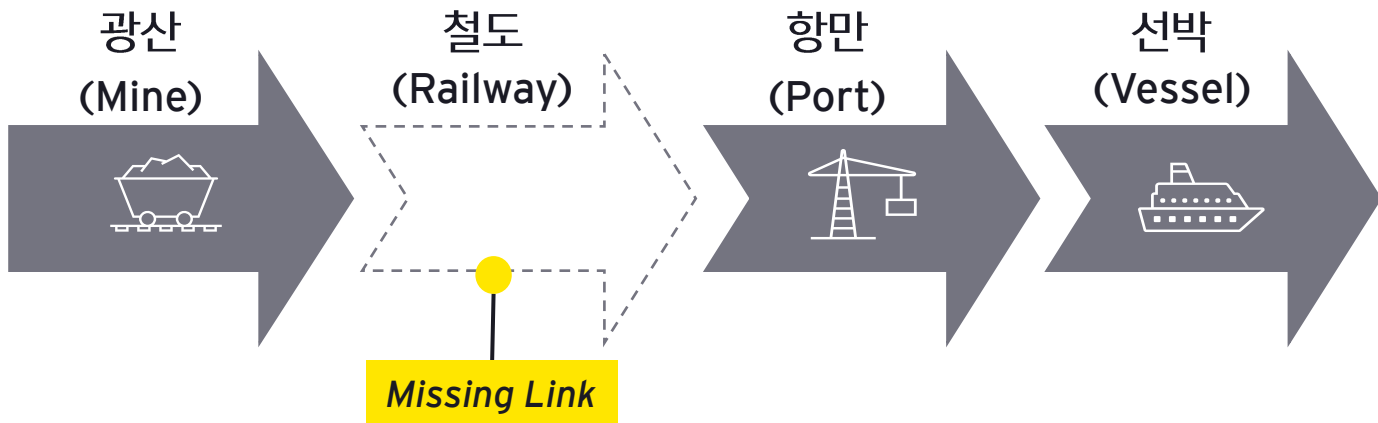 광산
(Mine)
철도
(Railway)
항만
(Port)
선박
(Vessel)
Missing Link